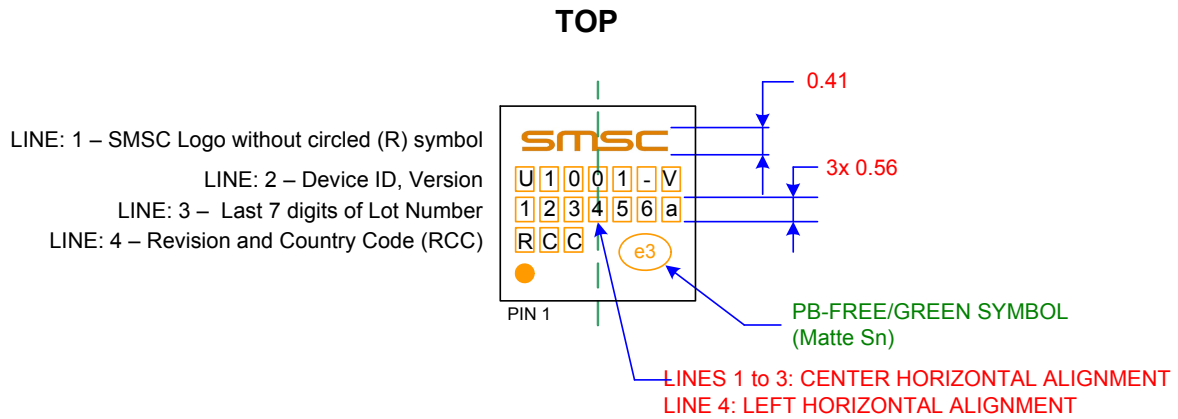 TOP
0.41
LINE: 1 – SMSC Logo without circled (R) symbol
SMSC
3x 0.56
LINE: 2 – Device ID, Version
U1001-V
LINE: 3 – Last 7 digits of Lot Number
123456a
LINE: 4 – Revision and Country Code (RCC)
RCC
e3
PIN 1
PB-FREE/GREEN SYMBOL
(Matte Sn)
LINES 1 to 3: CENTER HORIZONTAL ALIGNMENT
LINE 4: LEFT HORIZONTAL ALIGNMENT